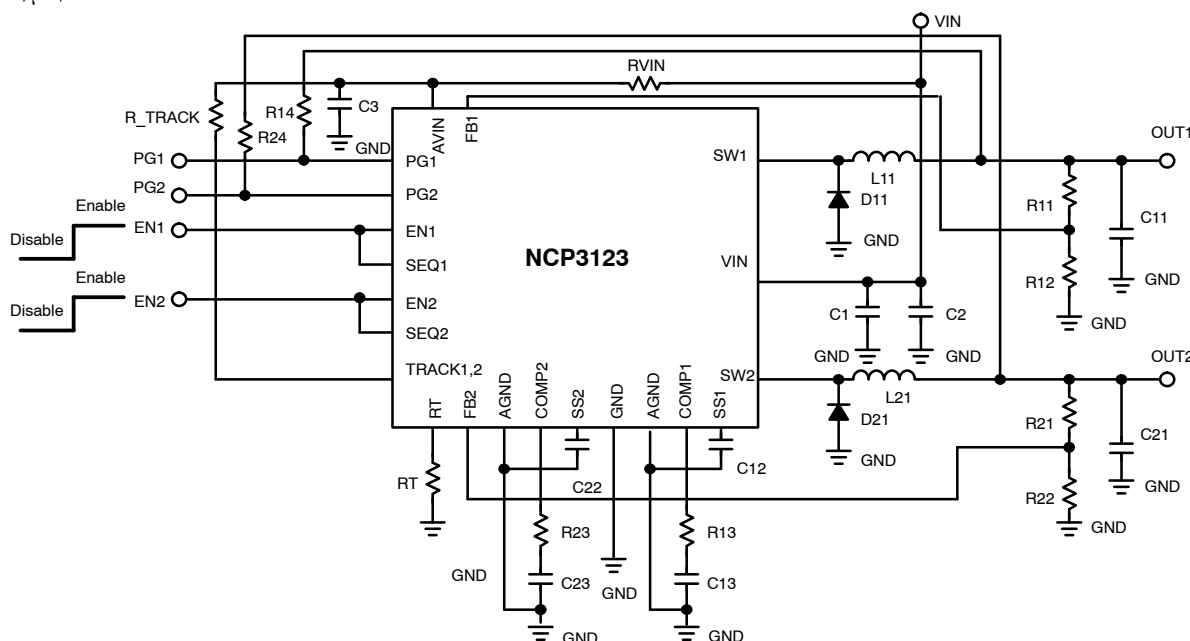 VIN
RVIN
R_TRACK
R24
R14
C3
GND
AVIN
FB1
PG1
PG1
PG2
PG2
Enable
Disable
EN1
EN1
SEQ1
Enable
Disable
EN2
EN2
SEQ2
TRACK1,2
NCP3123
SW1
VIN
SW2
RT
FB2
AGND
COMP2
SS2
GND
AGND
COMP1
SS1
L11
D11
GND
OUT1
R11
C11
R12
GND
GND
C1
C2
GND
GND
OUT2
L21
D21
GND
R21
C21
R22
GND
GND
RT
C22
C12
R23
R13
GND
C23
GND
C13
GND
GND